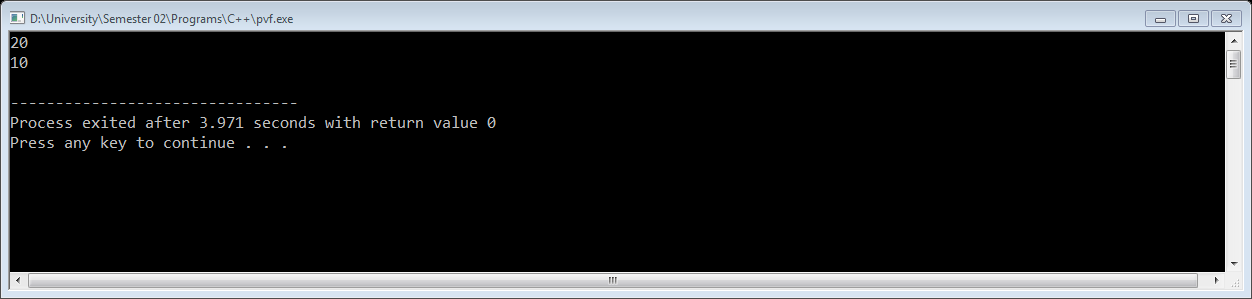 D:\University\Semester 02\Programs\C++\pvf.exe
20
10
--------------------------------
Process exited after 3.971 seconds with return value 0
Press any key to continue . . .